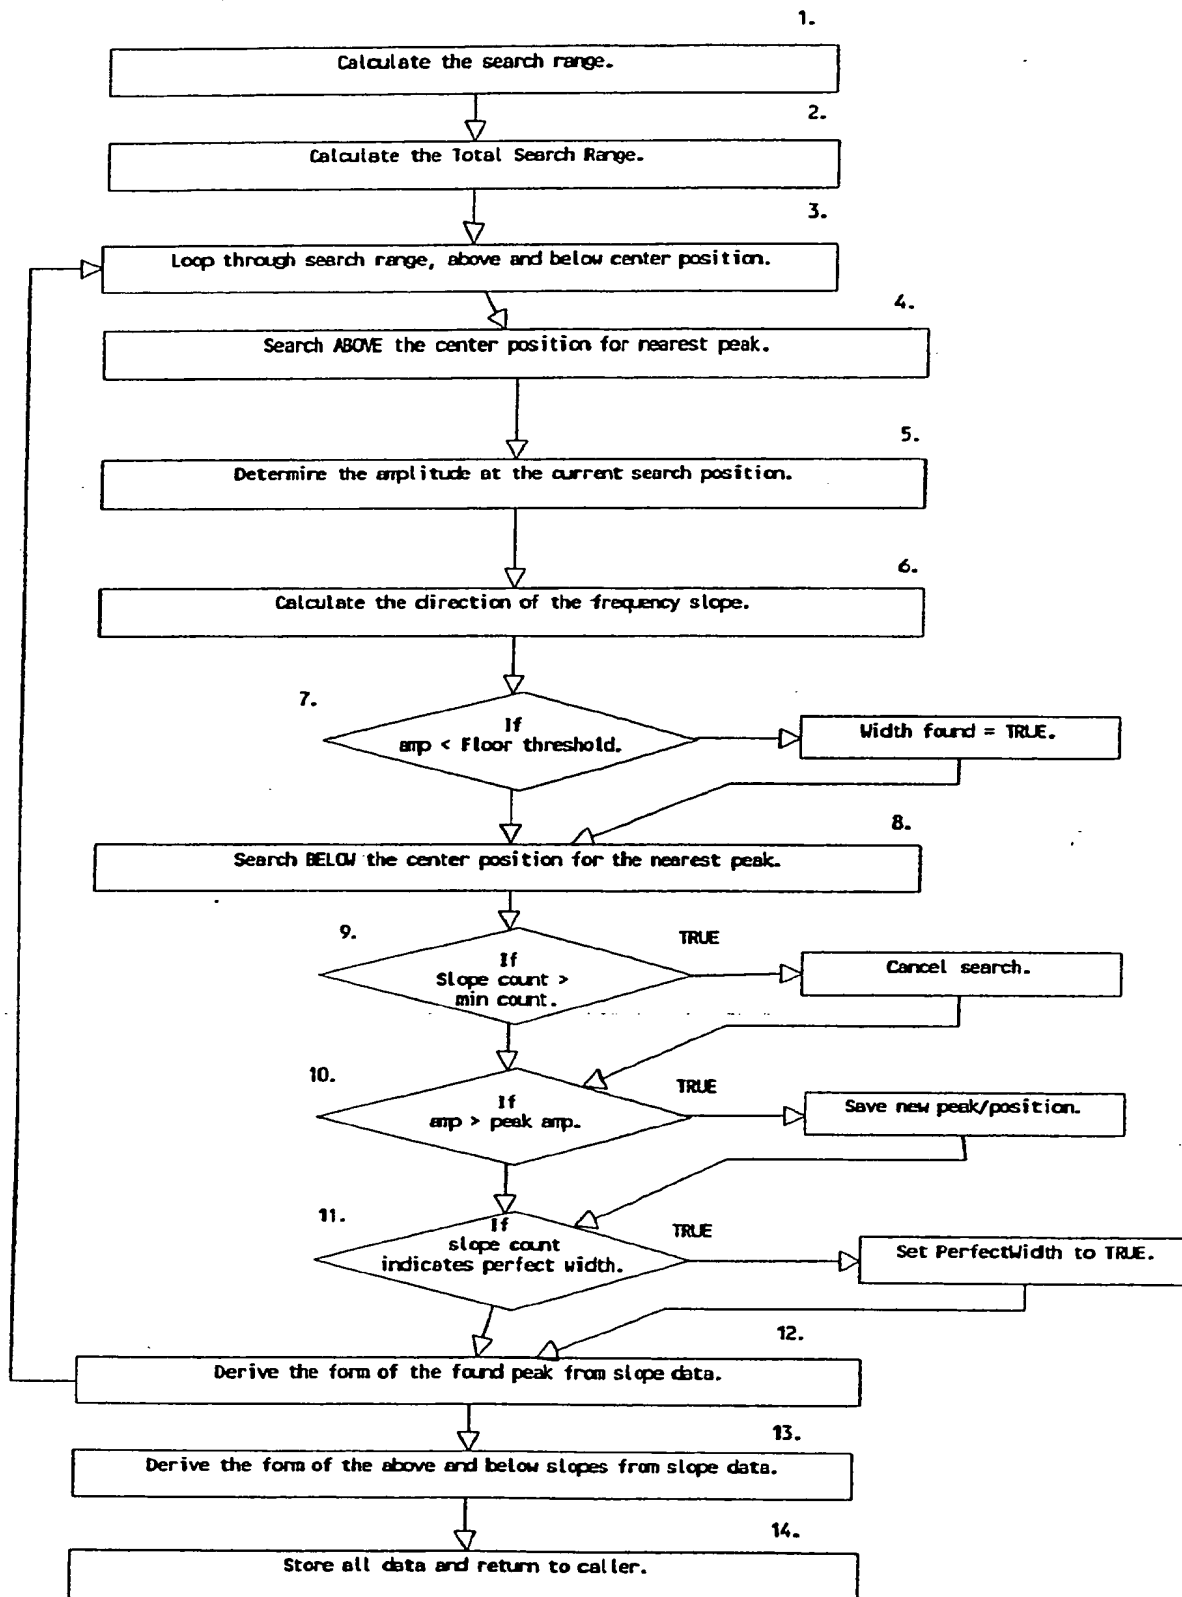 1.
Calculate the search range.
2.
Calculate the Total Search Range.
3.
Loop through search range, above and below center position.
4.
Search ABOVE the center position for nearest peak.
5.
Determine the amplitude at the current search position.
6.
Calculate the direction of the frequency slope.
7.
If
amp < Floor threshold.
Width found = TRUE.
8.
Search BELOW the center position for the nearest peak.
9.
If
Slope count >
min count.
TRUE
Cancel search.
10.
If
amp > peak amp.
TRUE
Save new peak/position.
11.
If
slope count
indicates perfect width.
TRUE
Set PerfectWidth to TRUE.
12.
Derive the form of the found peak from slope data.
13.
Derive the form of the above and below slopes from slope data.
14.
Store all data and return to caller.